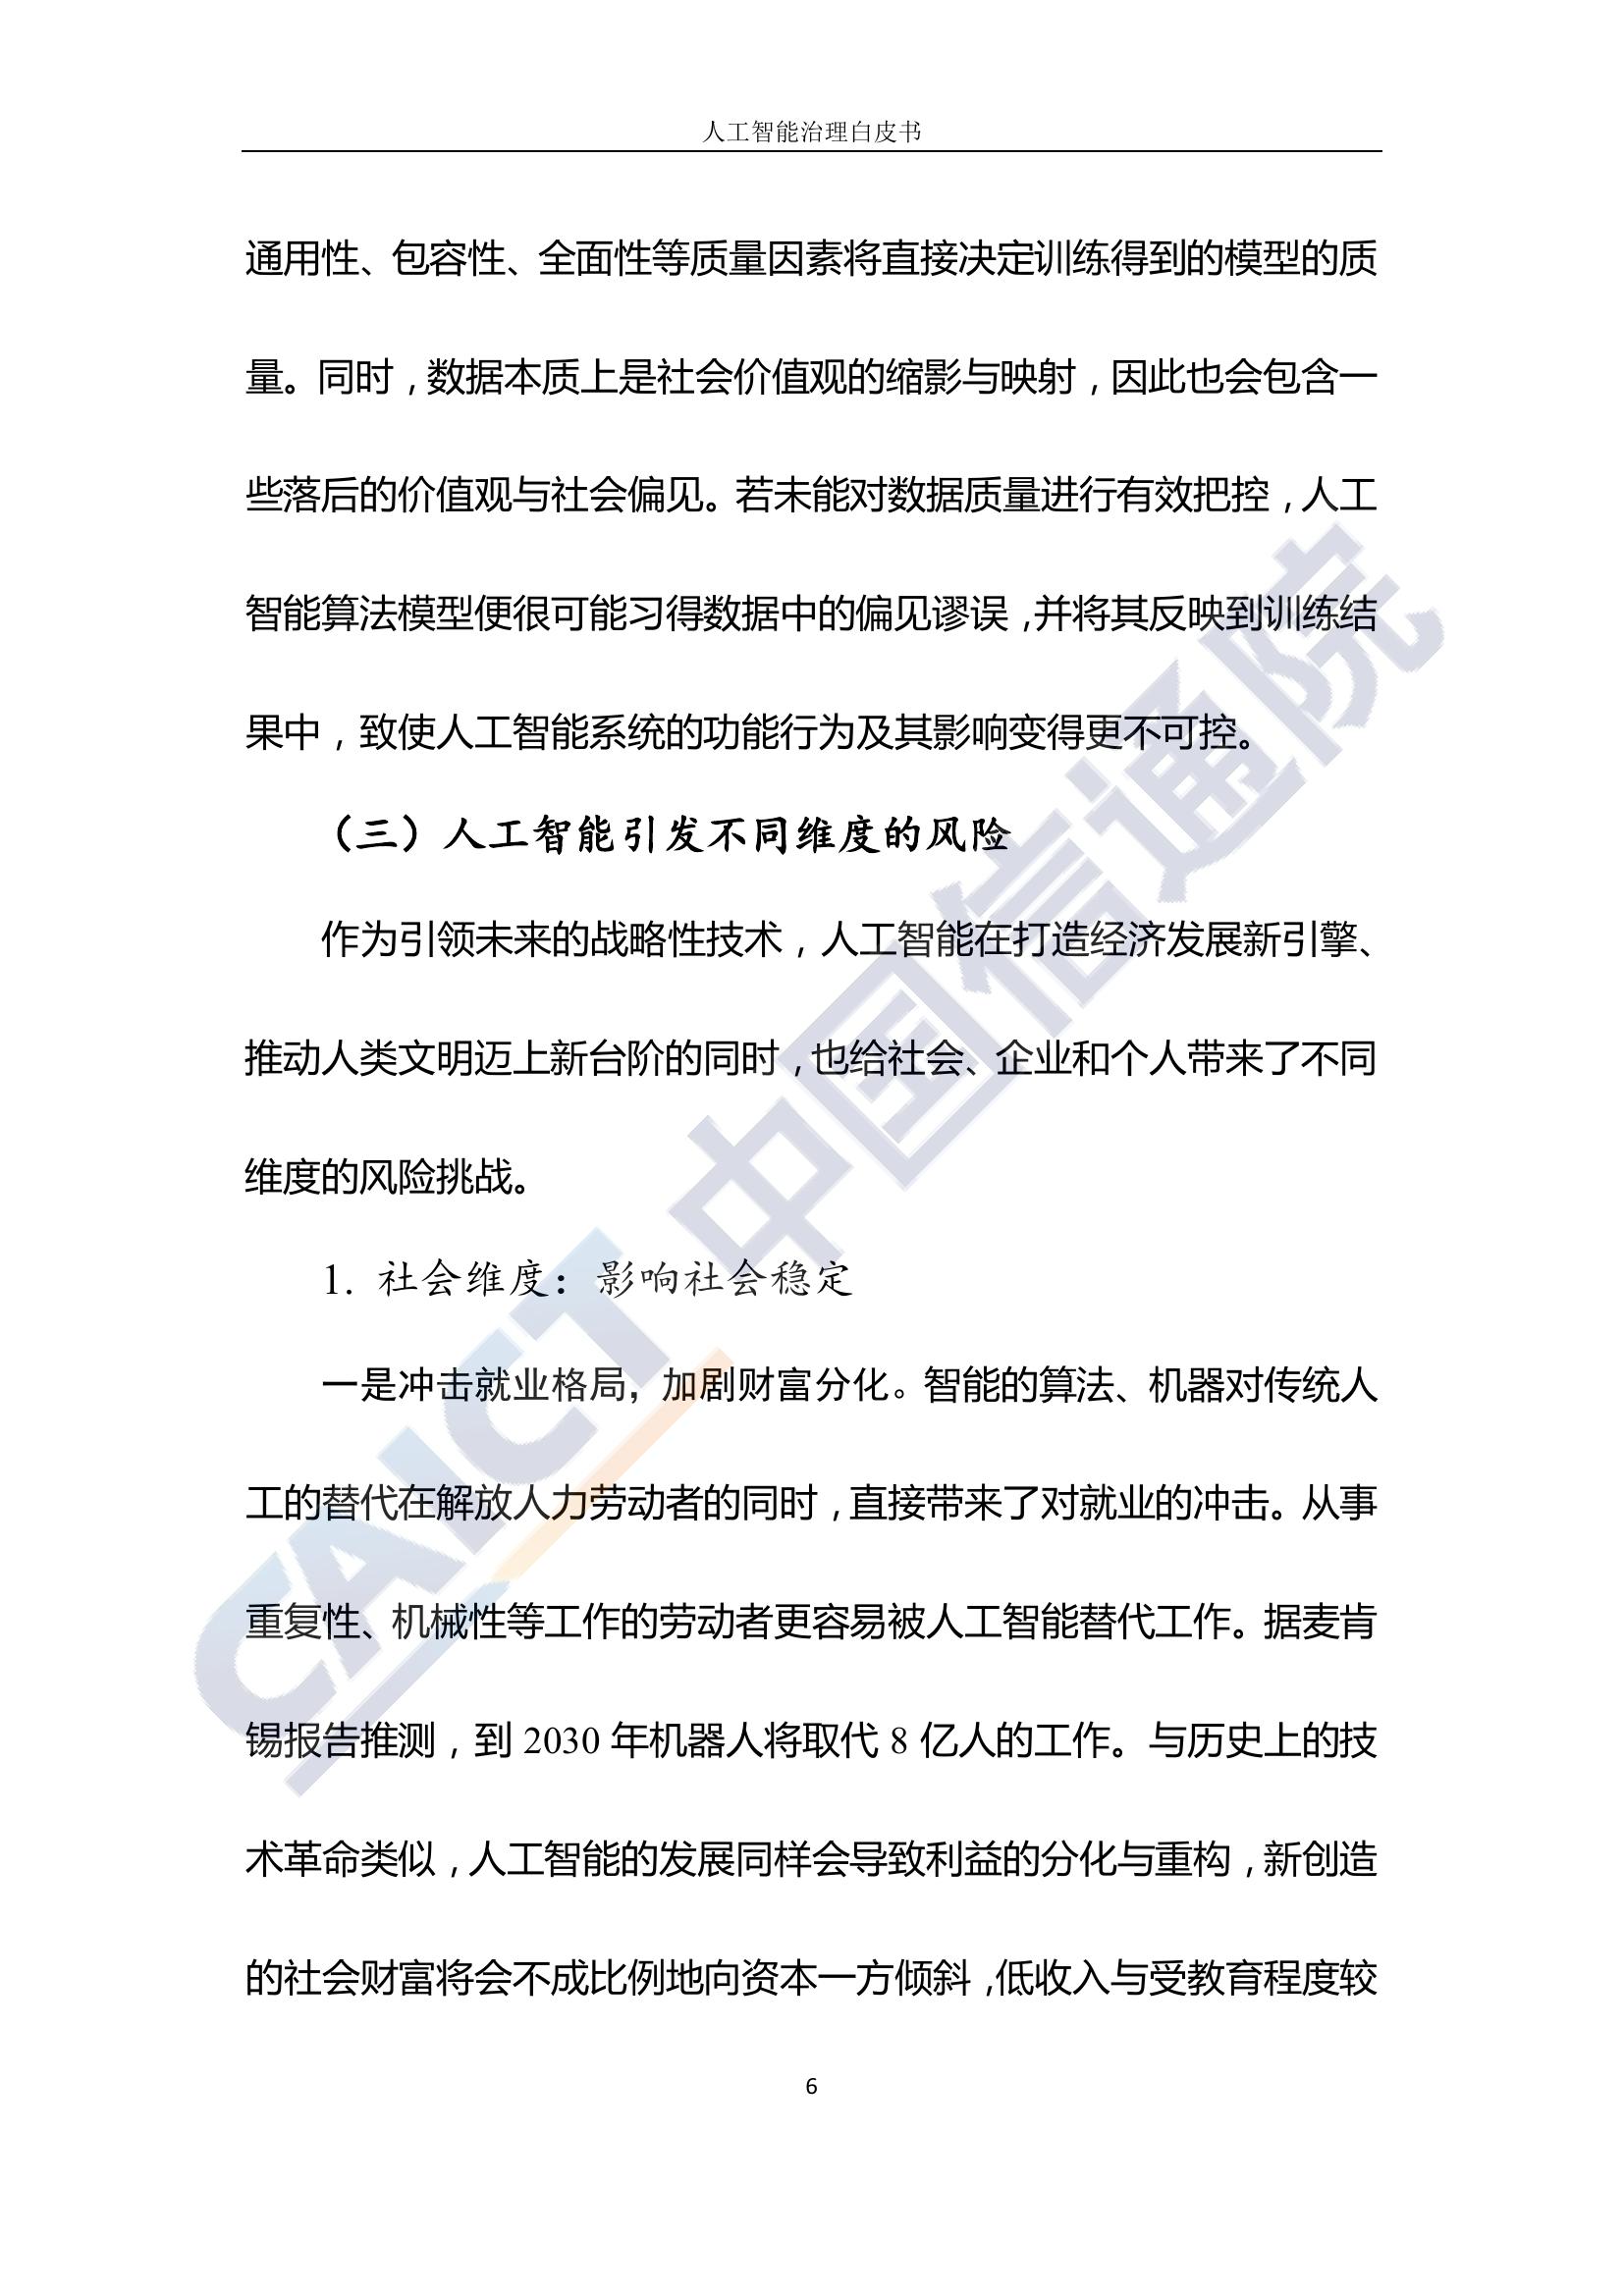 人工智能治理白皮书
通用性、包容性、全面性等质量因素将直接决定训练得到的模型的质
量。同时，数据本质上是社会价值观的缩影与映射，因此也会包含一
些落后的价值观与社会偏见。若未能对数据质量进行有效把控，人工
智能算法模型便很可能习得数据中的偏见谬误，并将其反映到训练结
果中，致使人工智能系统的功能行为及其影响变得更不可控。
（三）人工智能引发不同维度的风险
作为引领未来的战略性技术，人工智能在打造经济发展新引擎、
推动人类文明迈上新台阶的同时，也给社会、企业和个人带来了不同
维度的风险挑战。
1. 社会维度：影响社会稳定
一是冲击就业格局，加剧财富分化。智能的算法、机器对传统人
工的替代在解放人力劳动者的同时，直接带来了对就业的冲击。从事
重复性、机械性等工作的劳动者更容易被人工智能替代工作。据麦肯
锡报告推测，到 2030 年机器人将取代 8 亿人的工作。与历史上的技
术革命类似，人工智能的发展同样会导致利益的分化与重构，新创造
的社会财富将会不成比例地向资本一方倾斜，低收入与受教育程度较
6
CAICT 中国信通院